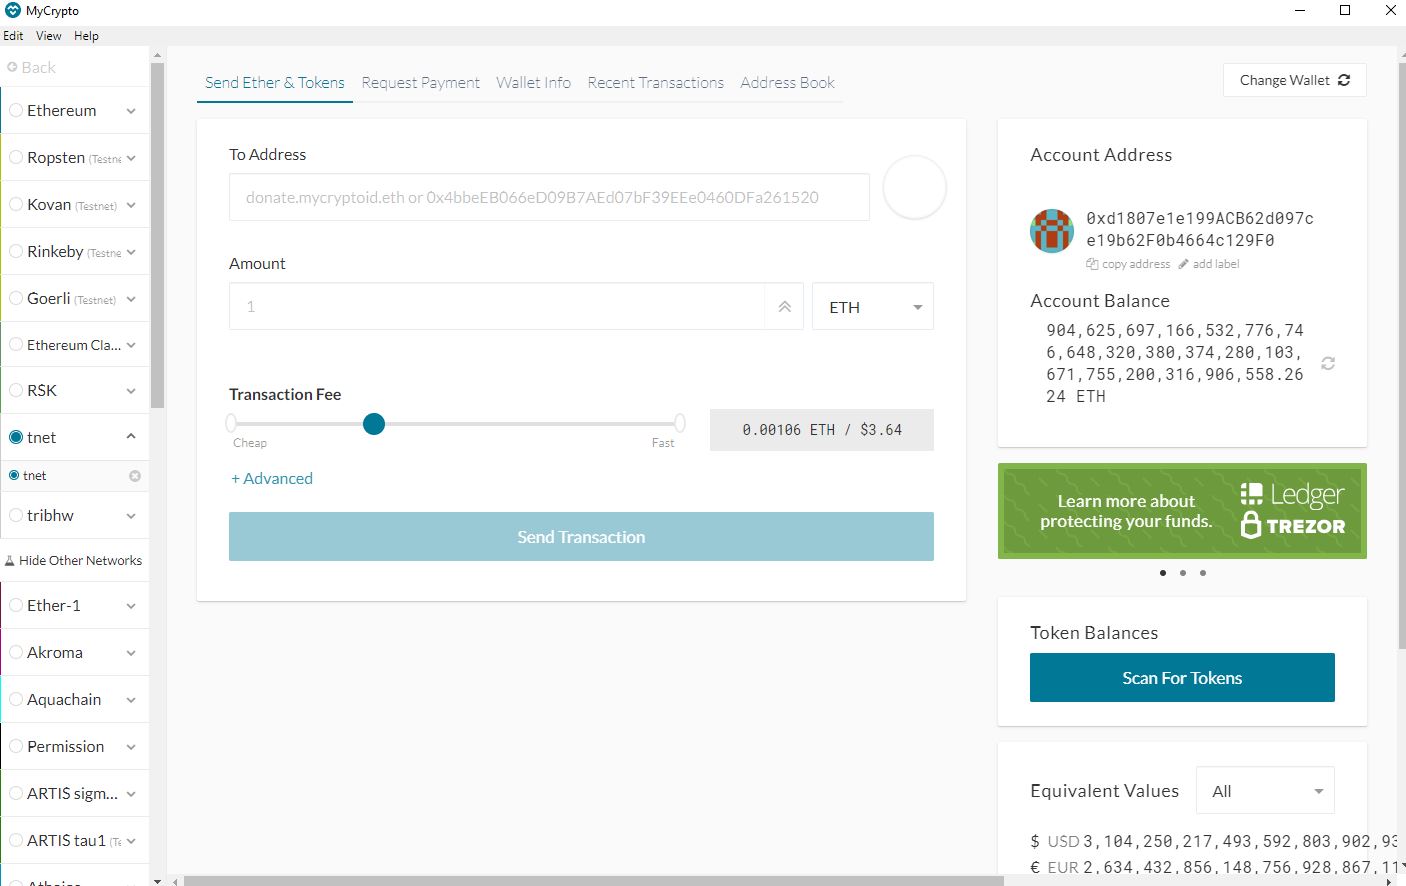 MyCrypto
Edit View Help
Back
Ethereum
Ropsten (Testne
Kovan (Testnet)
Rinkeby (Testne
Goerli (Testnet)
Ethereum Cla...
RSK
tnet
tnet
tribhw
Hide Other Networks
Ether-1
Akroma
Aquachain
Permission
ARTIS sigm...
ARTIS tau1 (Te
Send Ether & Tokens Request Payment Wallet Info Recent Transactions Address Book
Change Wallet
To Address
donate.mycryptoid.eth or 0x4bbeEB066eD09B7AEd07bF39EEe0460DFa261520
Amount
1
ETH
Transaction Fee
Cheap Fast
0.00106 ETH / $3.64
+ Advanced
Send Transaction
Account Address
0xd1807e1e199ACB62d097c
e19b62F0b4664c129F0
copy address add label
Account Balance
904,625,697,166,532,776,74
6,648,320,380,374,280,103,
671,755,200,316,906,558.26
24 ETH
Learn more about
protecting your funds.
Ledger
TREZOR
Token Balances
Scan For Tokens
Equivalent Values All
$ USD 3,104,250,217,493,592,803,902,93
€ EUR 2,634,432,856,148,756,928,867,11